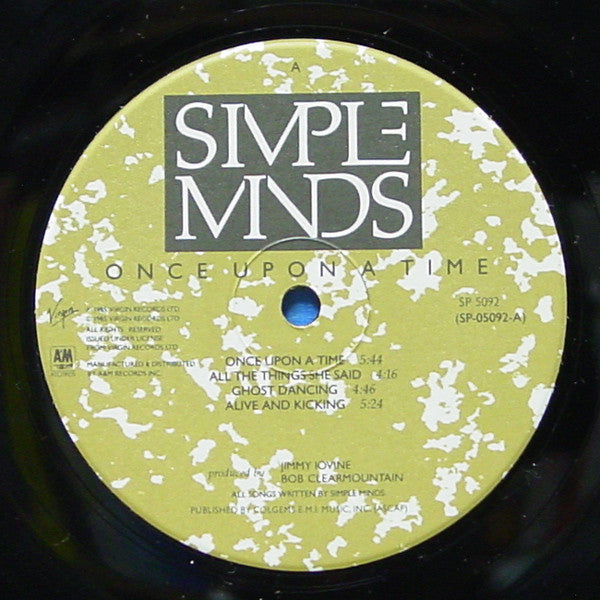 A
SIMPLE
MINDS
ONCE UPON A TIME
SP 5092
(SP-05092-A)
Virgin
℗ 1985 VIRGIN RECORDS LTD
© 1985 VIRGIN RECORDS LTD
ALL RIGHTS RESERVED
ISSUED UNDER LICENSE
FROM VIRGIN RECORDS LTD
A&M
RECORDS
MANUFACTURED & DISTRIBUTED
BY A&M RECORDS INC.
ONCE UPON A TIME 5:44
ALL THE THINGS SHE SAID 4:16
GHOST DANCING 4:46
ALIVE AND KICKING 5:24
produced by JIMMY IOVINE
BOB CLEARMOUNTAIN
ALL SONGS WRITTEN BY SIMPLE MINDS
PUBLISHED BY COLGEMS E.M.I. MUSIC, INC. (ASCAP)